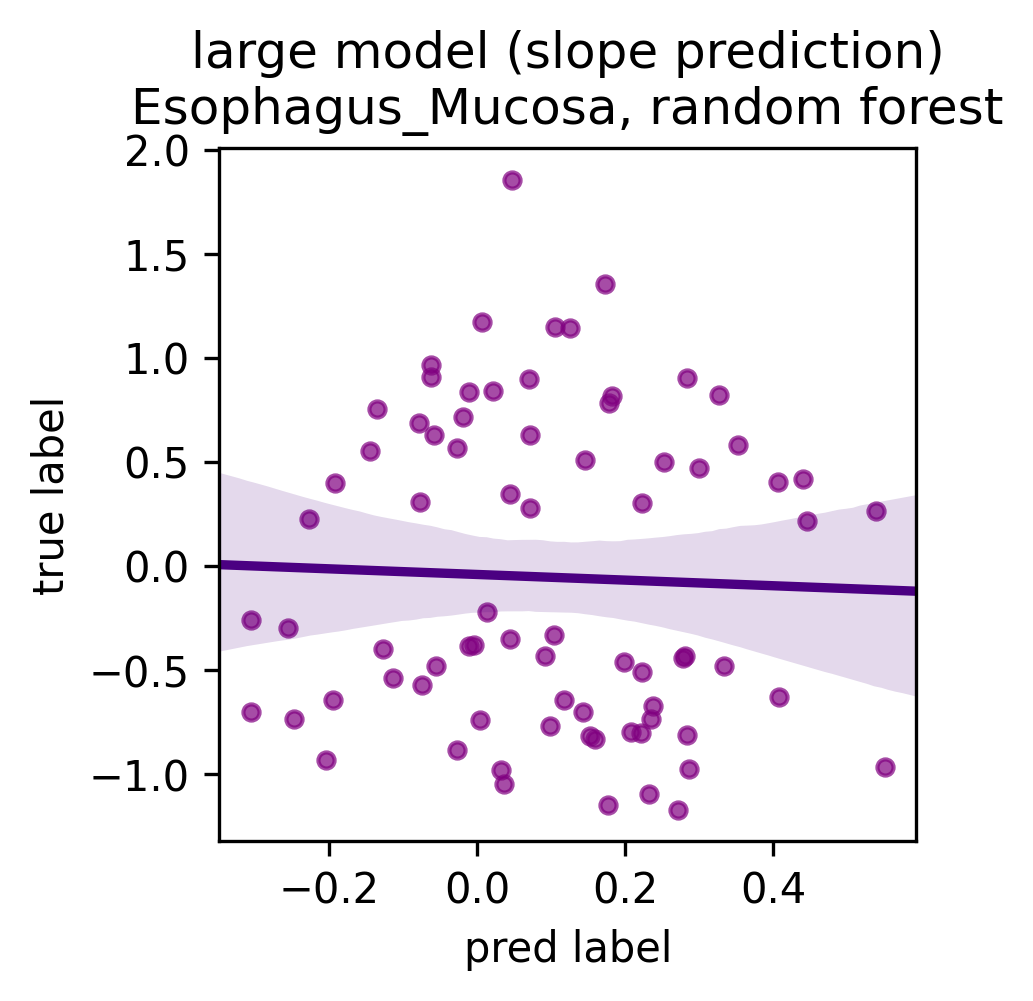 large model (slope prediction)
Esophagus_Mucosa, random forest
2.0
1.5
1.0
0.5
0.0
−0.5
−1.0
true label
−0.2
0.0
0.2
0.4
pred label